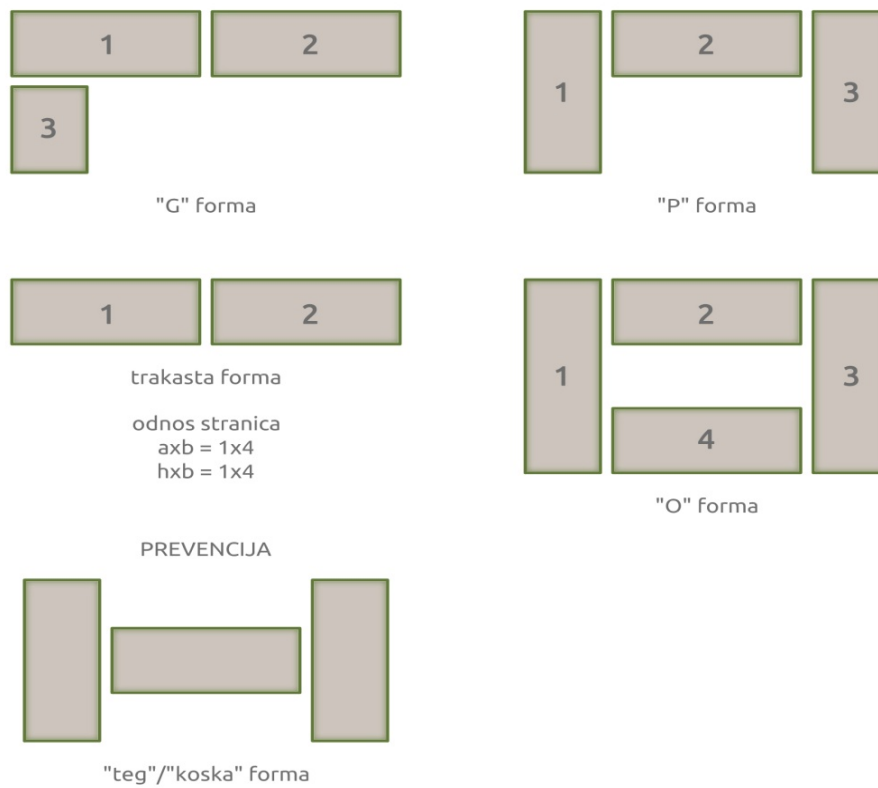 1
2
3
"G" forma
1
2
3
"P" forma
1
2
trakasta forma
odnos stranica
axb = 1x4
hxb = 1x4
1
2
3
4
"O" forma
PREVENCIJA
"teg"/"koska" forma